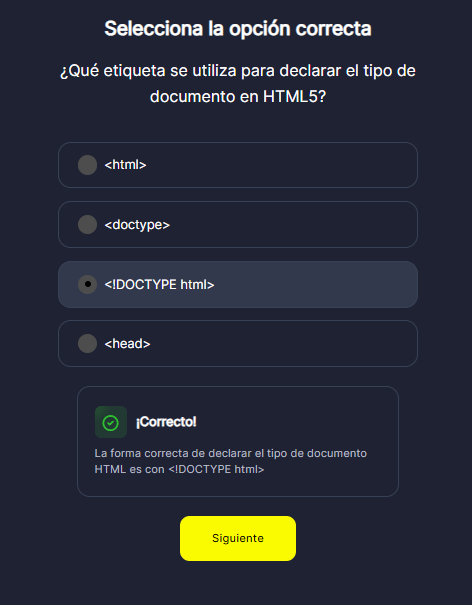 Selecciona la opción correcta
¿Qué etiqueta se utiliza para declarar el tipo de
documento en HTML5?
<html>
<doctype>
<!DOCTYPE html>
<head>
¡Correcto!
La forma correcta de declarar el tipo de documento
HTML es con <!DOCTYPE html>
Siguiente